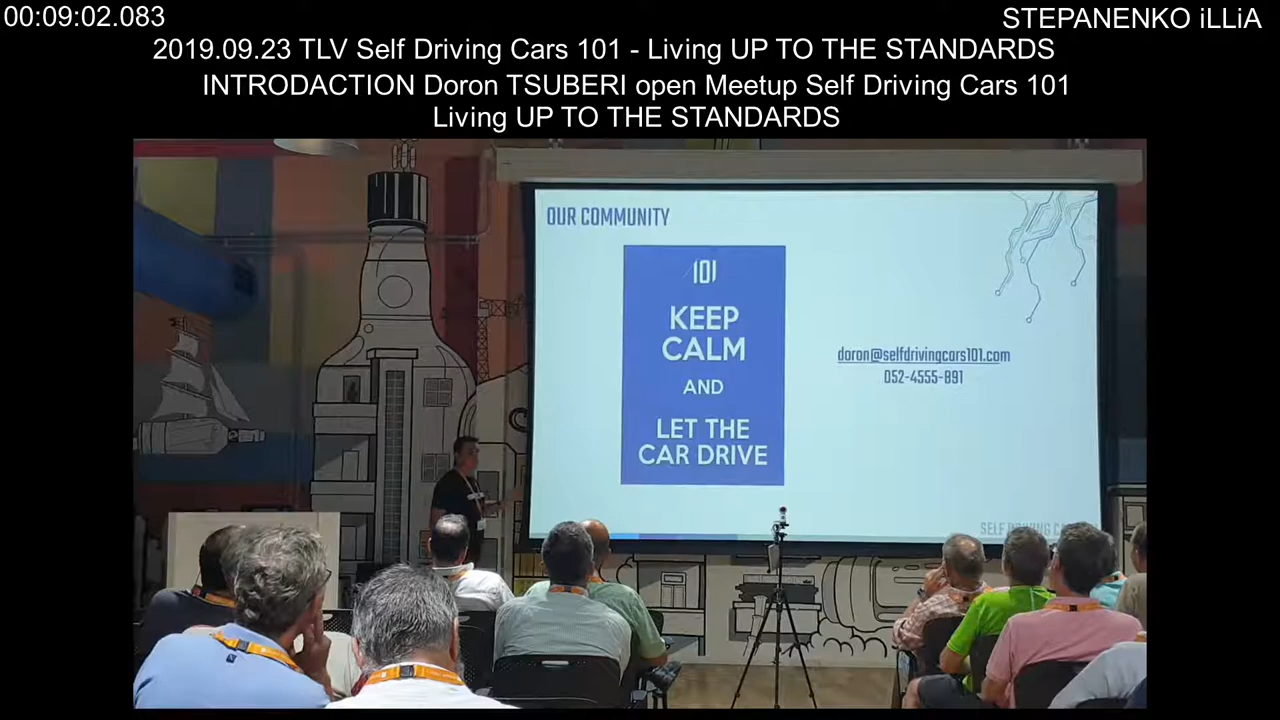 00:09:02.083
STEPANENKO iLLiA
2019.09.23 TLV Self Driving Cars 101 - Living UP TO THE STANDARDS
INTRODACTION Doron TSUBERI open Meetup Self Driving Cars 101
Living UP TO THE STANDARDS
OUR COMMUNITY
101
KEEP
CALM
AND
LET THE
CAR DRIVE
doron@selfdrivingcars101.com
052-4555-891
SELF DRIVING